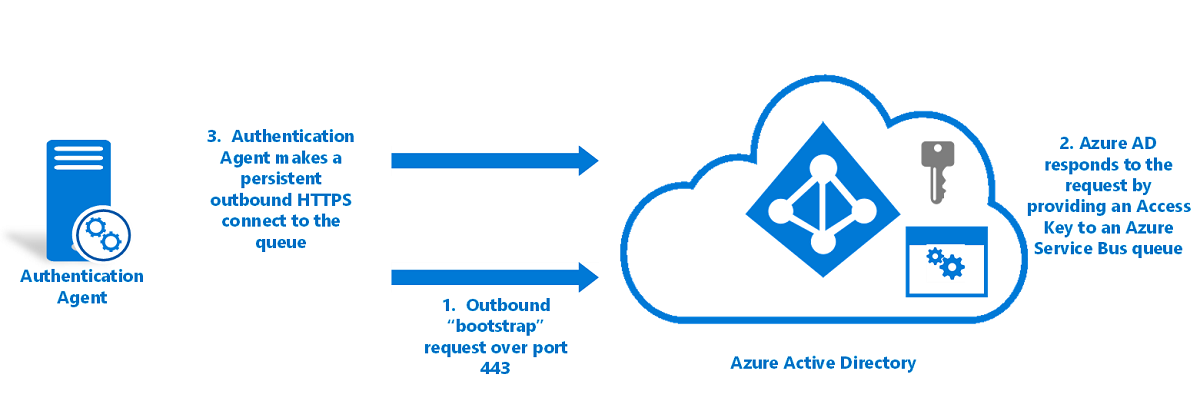 3. Authentication
Agent makes a
persistent
outbound HTTPS
connect to the
queue
Authentication
Agent
1. Outbound
“bootstrap”
request over port
443
2. Azure AD
responds to the
request by
providing an Access
Key to an Azure
Service Bus queue
Azure Active Directory